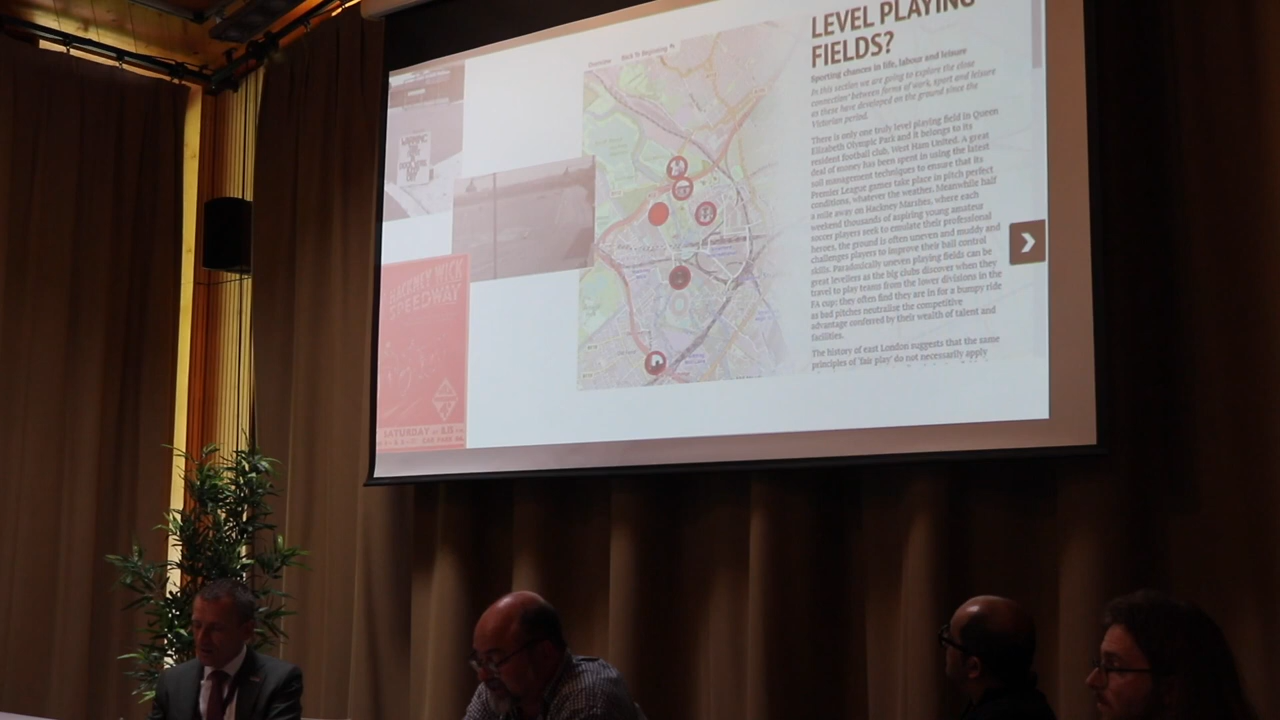 LEVEL PLAYING
FIELDS?
Sporting chances in life, labour and leisure
In this section we are going to explore the close
connection between forms of work, sport and leisure
as these have developed on the ground since the
Victorian period.
There is only one truly level playing field in Queen
Elizabeth Olympic Park and it belongs to its
resident football club, West Ham United. A great
deal of money has been spent in using the latest
soil management techniques to ensure that its
Premier League games take place in pitch perfect
conditions, whatever the weather. Meanwhile half
a mile away on Hackney Marshes, where each
weekend thousands of aspiring young amateur
soccer players seek to emulate their professional
heroes, the ground is often uneven and muddy and
challenges players to improve their ball control
skills. Paradoxically uneven playing fields can be
great levellers as the big clubs discover when they
travel to play teams from the lower divisions in the
FA cup; they often find they are in for a bumpy ride
as bad pitches neutralise the competitive
advantage conferred by their wealth of talent and
facilities.
The history of east London suggests that the same
principles of 'fair play' do not necessarily apply
Overview Back To Beginning
WARNING
HACKNEY WICK
SPEEDWAY
SATURDAY at 8.15